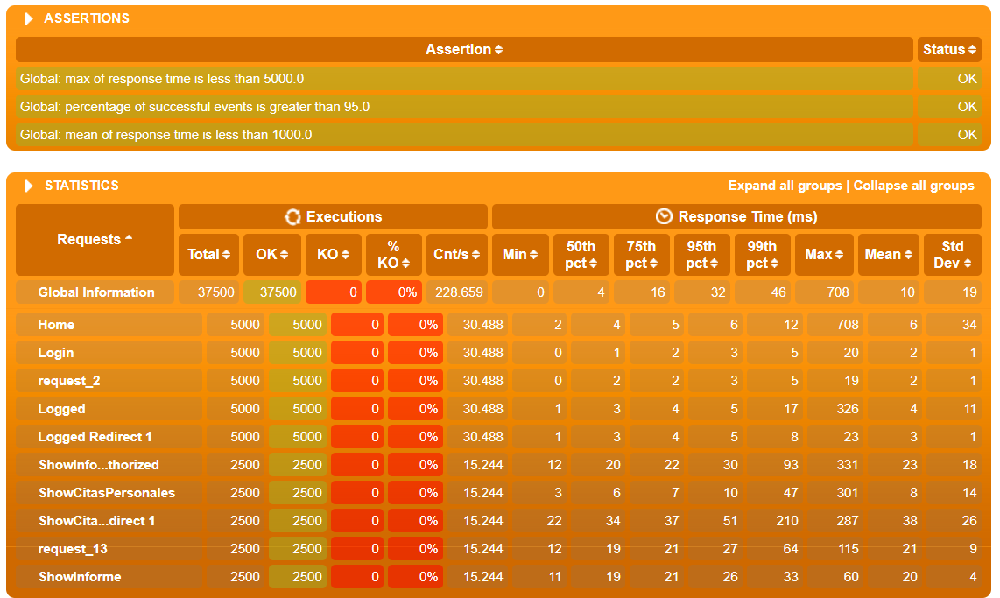 ASSERTIONS
Assertion Status
Global: max of response time is less than 5000.0 OK
Global: percentage of successful events is greater than 95.0 OK
Global: mean of response time is less than 1000.0 OK
STATISTICS Expand all groups | Collapse all groups
Requests Executions Response Time (ms)
Total OK KO % KO Cnt/s Min 50th pct 75th pct 95th pct 99th pct Max Mean Std Dev
Global Information 37500 37500 0 0% 228.659 0 4 16 32 46 708 10 19
Home 5000 5000 0 0% 30.488 2 4 5 6 12 708 6 34
Login 5000 5000 0 0% 30.488 0 1 2 3 5 20 2 1
request_2 5000 5000 0 0% 30.488 0 2 2 3 5 19 2 1
Logged 5000 5000 0 0% 30.488 1 3 4 5 17 326 4 11
Logged Redirect 1 5000 5000 0 0% 30.488 1 3 4 5 8 23 3 1
ShowInfo...thorized 2500 2500 0 0% 15.244 12 20 22 30 93 331 23 18
ShowCitasPersonales 2500 2500 0 0% 15.244 3 6 7 10 47 301 8 14
ShowCita...direct 1 2500 2500 0 0% 15.244 22 34 37 51 210 287 38 26
request_13 2500 2500 0 0% 15.244 12 19 21 27 64 115 21 9
ShowInforme 2500 2500 0 0% 15.244 11 19 21 26 33 60 20 4